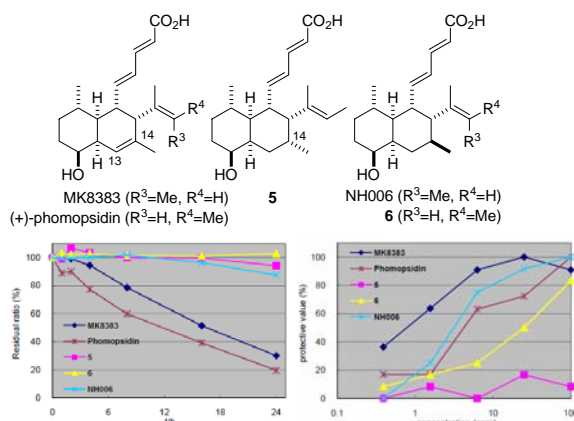 CO₂H CO₂H CO₂H
H R⁴ H H R⁴
14
H 13 R³ H 14 H R³
HO HO HO
MK8383 (R³=Me, R⁴=H) 5 NH006 (R³=Me, R⁴=H)
(+)-phomopsidin (R³=H, R⁴=Me) 6 (R³=H, R⁴=Me)
Residual ratio (%)
120
100
80
60
40
20
0
MK8383
Phomopsidin
5
6
NH006
0 4 8 12 16 20 24
protective value (%)
100
80
60
40
20
0
MK8383
Phomopsidin
5
6
NH006
0.1 1 10 100